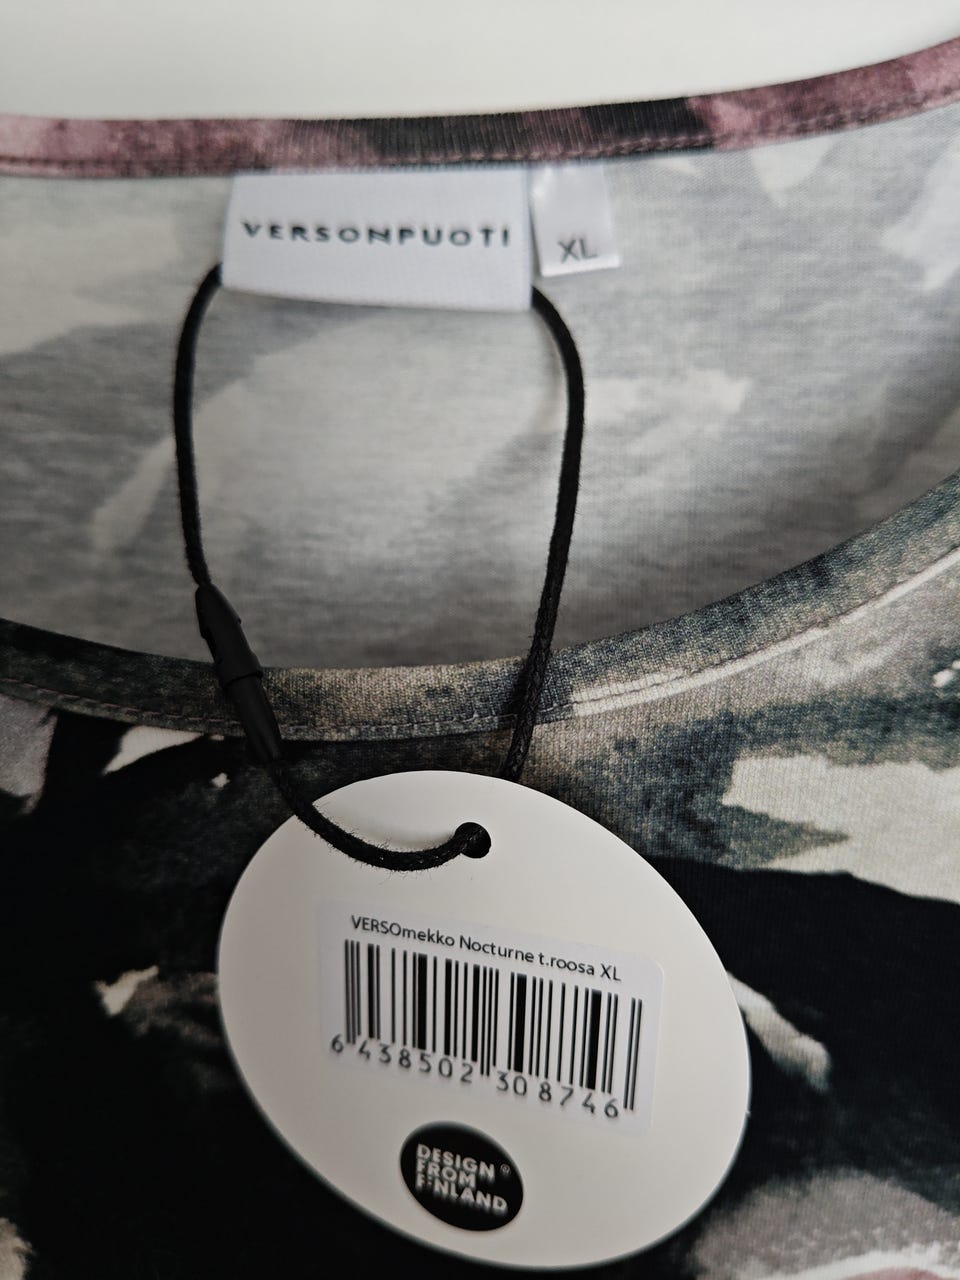 VERSONPUOTI
XL
VERSOmekko Nocturne t.roosa XL
6 438502 308746
DESIGN ®
FROM
FINLAND